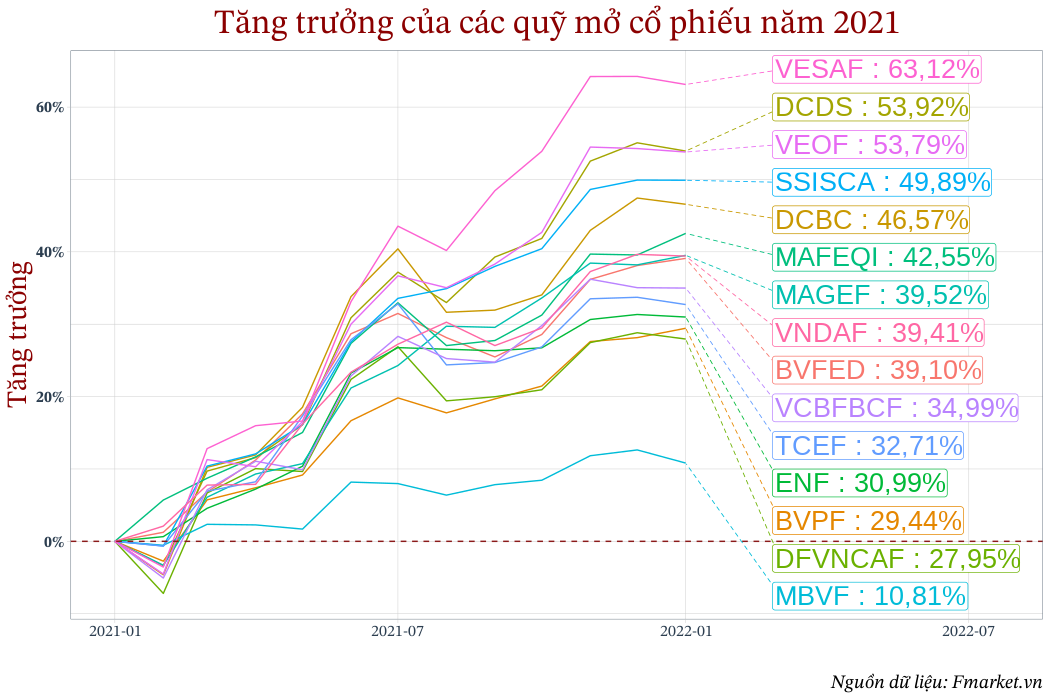 Tăng trưởng của các quỹ mở cổ phiếu năm 2021
Tăng trưởng
60%
40%
20%
0%
VESAF : 63,12%
DCDS : 53,92%
VEOF : 53,79%
SSISCA : 49,89%
DCBC : 46,57%
MAFEQI : 42,55%
MAGEF : 39,52%
VNDAF : 39,41%
BVFED : 39,10%
VCBFBCF : 34,99%
TCEF : 32,71%
ENF : 30,99%
BVPF : 29,44%
DFVNCAF : 27,95%
MBVF : 10,81%
2021-01
2021-07
2022-01
2022-07
Nguồn dữ liệu: Fmarket.vn